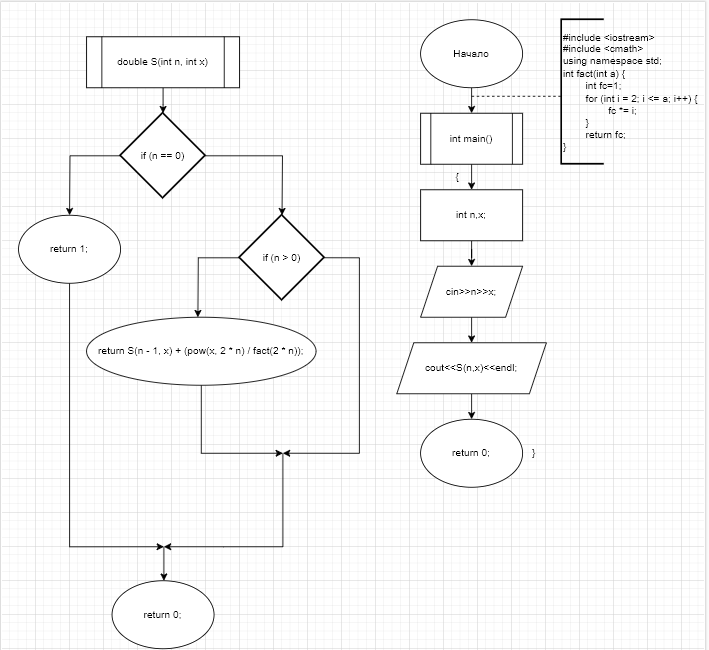 double S(int n, int x)
if (n == 0)
return 1;
if (n > 0)
return S(n - 1, x) + (pow(x, 2 * n) / fact(2 * n));
return 0;
Начало
#include <iostream>
#include <cmath>
using namespace std;
int fact(int a) {
int fc=1;
for (int i = 2; i <= a; i++) {
fc *= i;
}
return fc;
}
int main()
{
int n,x;
cin>>n>>x;
cout<<S(n,x)<<endl;
return 0;
}